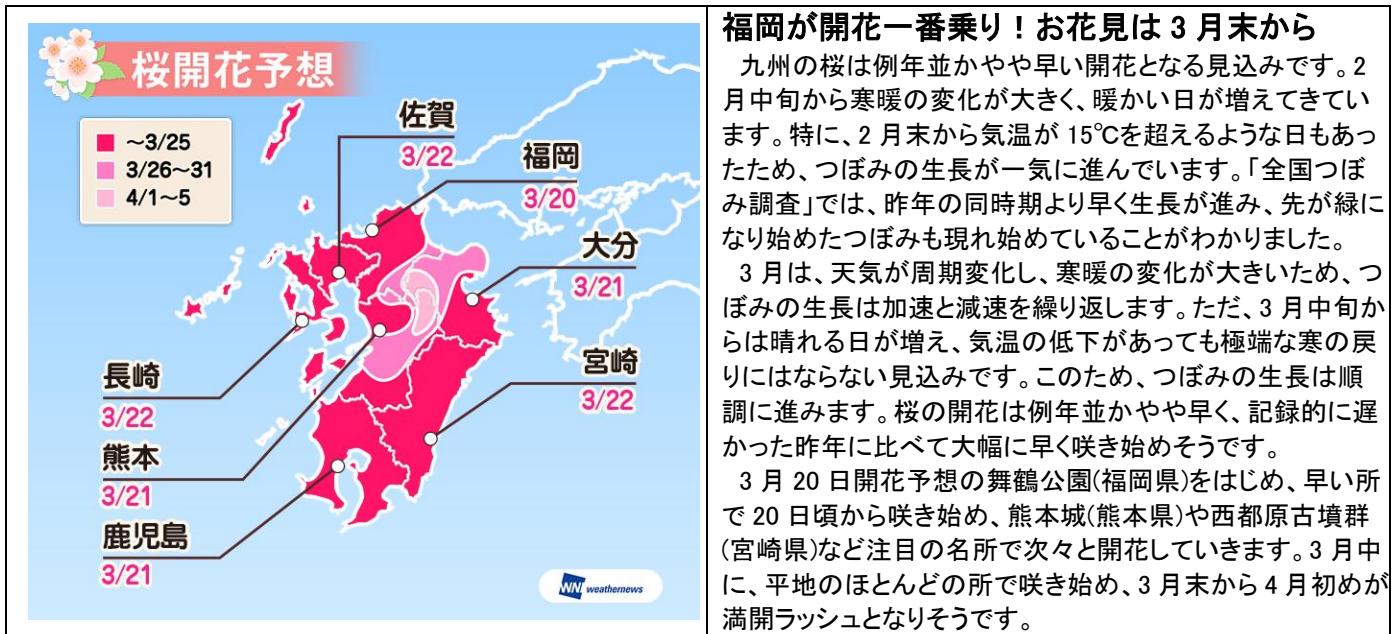 桜開花予想
~3/25
3/26~31
4/1~5
佐賀
3/22
福岡
3/20
大分
3/21
宮崎
3/22
長崎
3/22
熊本
3/21
鹿児島
3/21
WNI weathernews
福岡が開花一番乗り!お花見は 3 月末から
九州の桜は例年並かやや早い開花となる見込みです。2
月中旬から寒暖の変化が大きく、暖かい日が増えてきてい
ます。特に、2 月末から気温が 15℃を超えるような日もあっ
たため、つぼみの生長が一気に進んでいます。「全国つぼ
み調査」では、昨年の同時期より早く生長が進み、先が緑に
なり始めたつぼみも現れ始めていることがわかりました。
3 月は、天気が周期変化し、寒暖の変化が大きいため、つ
ぼみの生長は加速と減速を繰り返します。ただ、3 月中旬か
らは晴れる日が増え、気温の低下があっても極端な寒の戻
りにはならない見込みです。このため、つぼみの生長は順
調に進みます。桜の開花は例年並かやや早く、記録的に遅
かった昨年に比べて大幅に早く咲き始めそうです。
3 月 20 日開花予想の舞鶴公園(福岡県)をはじめ、早い所
で 20 日頃から咲き始め、熊本城(熊本県)や西都原古墳群
(宮崎県)など注目の名所で次々と開花していきます。3 月中
に、平地のほとんどの所で咲き始め、3 月末から 4 月初めが
満開ラッシュとなりそうです。